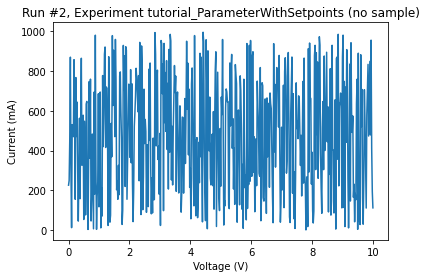 Run #2, Experiment tutorial_ParameterWithSetpoints (no sample)
1000
800
600
400
200
0
Current (mA)
0 2 4 6 8 10
Voltage (V)